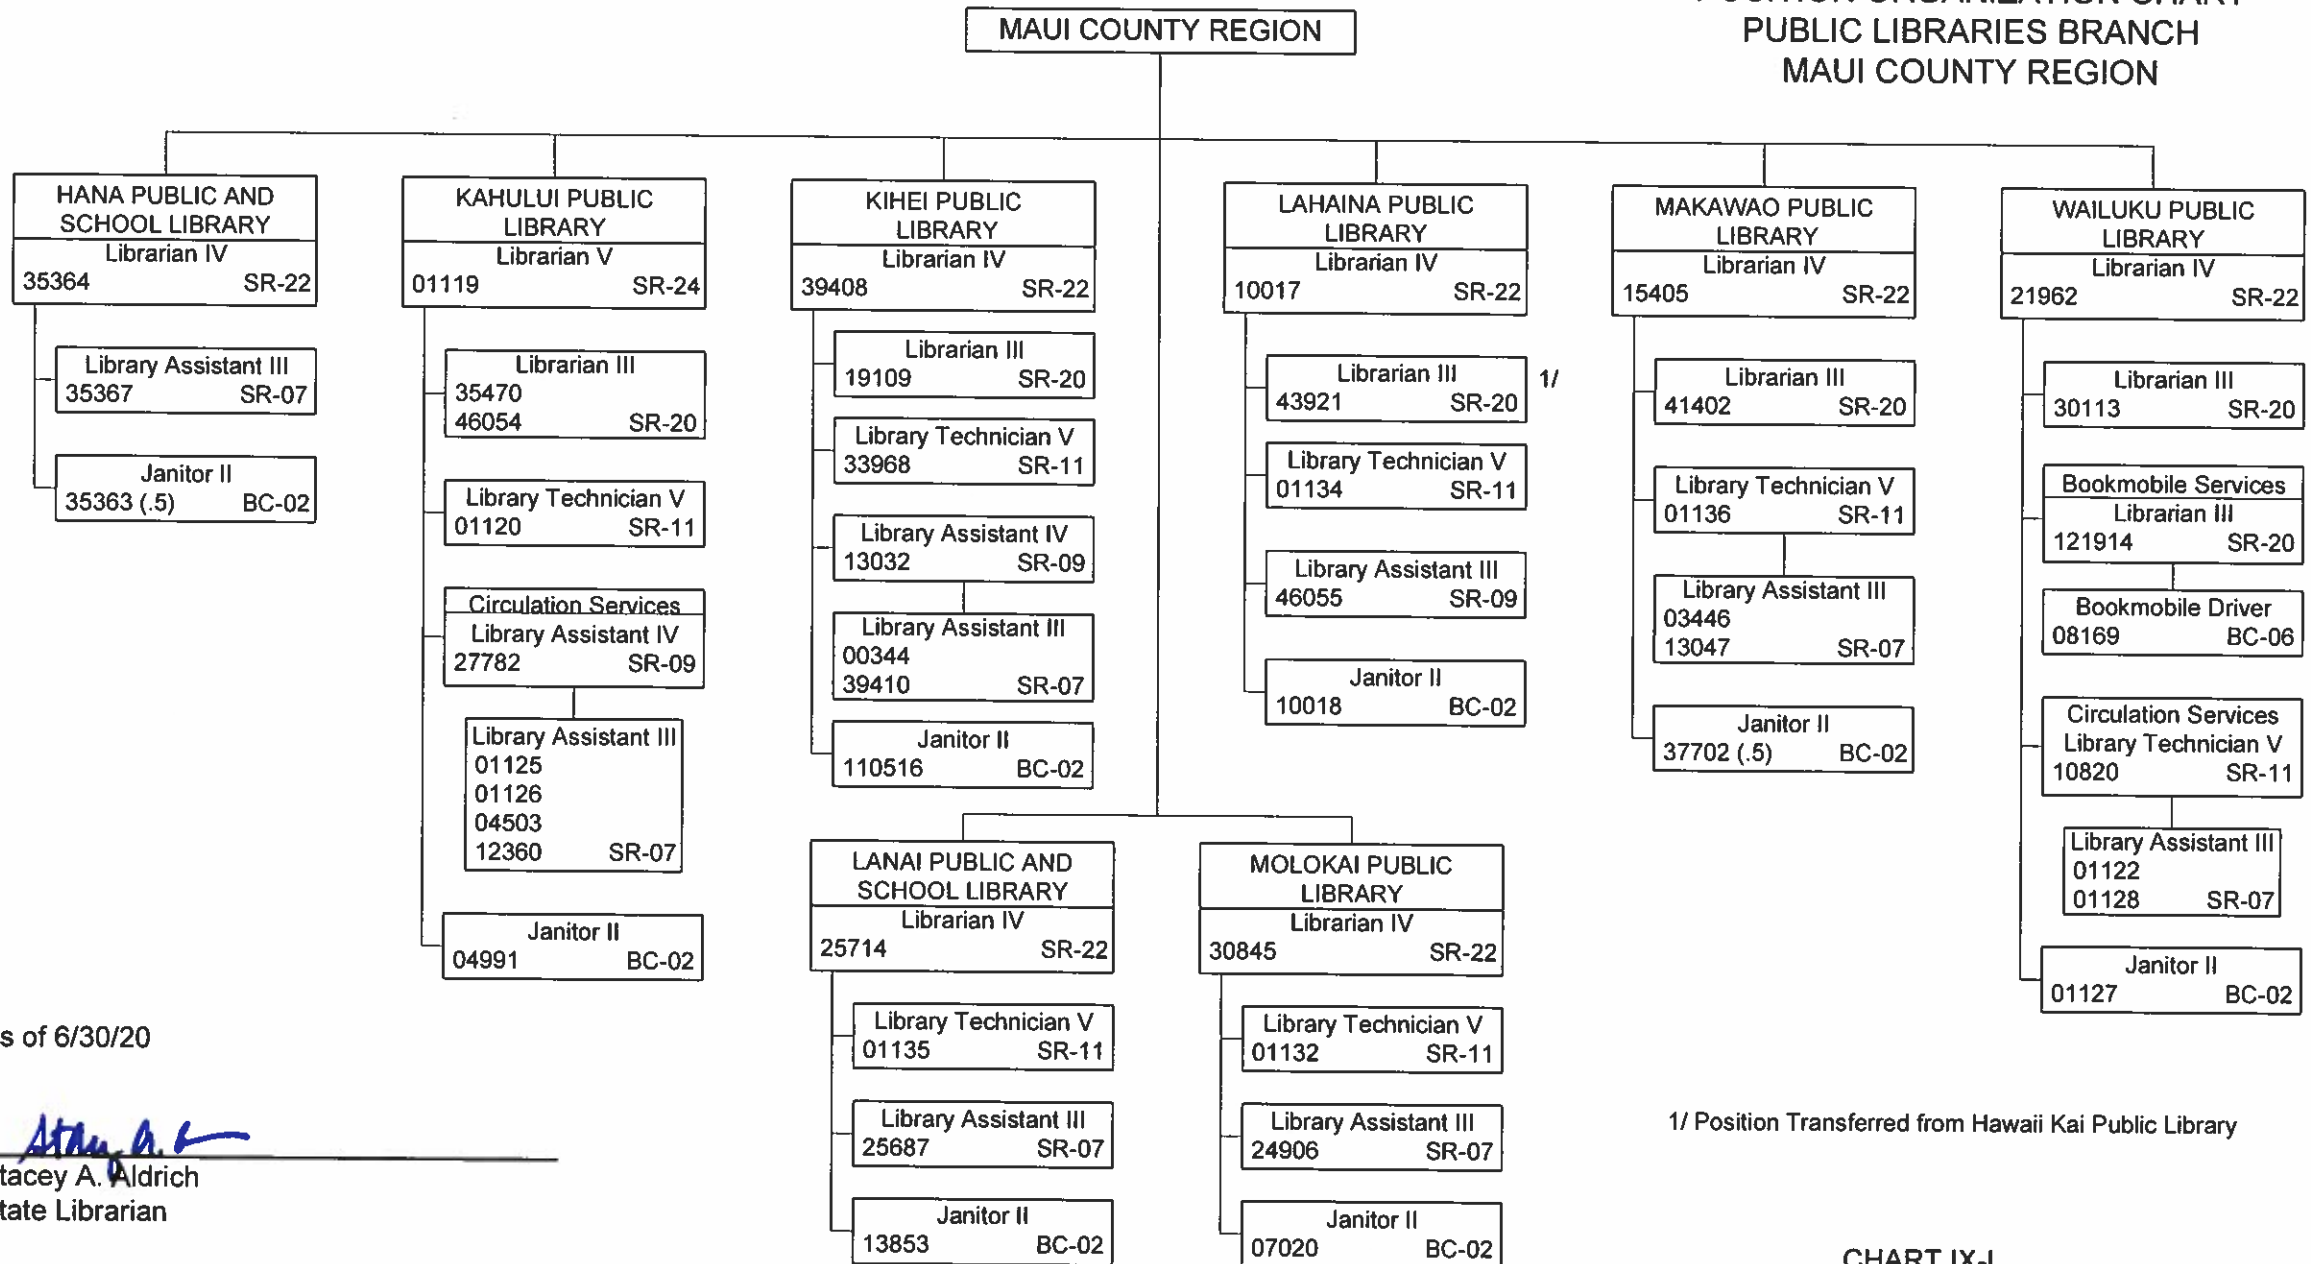 POSITION ORGANIZATION CHART
PUBLIC LIBRARIES BRANCH
MAUI COUNTY REGION
MAUI COUNTY REGION
HANA PUBLIC AND
SCHOOL LIBRARY
Librarian IV
35364 SR-22
Library Assistant III
35367 SR-07
Janitor II
35363 (.5) BC-02
KAHULUI PUBLIC
LIBRARY
Librarian V
01119 SR-24
Librarian III
35470
46054 SR-20
Library Technician V
01120 SR-11
Circulation Services
Library Assistant IV
27782 SR-09
Library Assistant III
01125
01126
04503
12360 SR-07
Janitor II
04991 BC-02
KIHEI PUBLIC
LIBRARY
Librarian IV
39408 SR-22
Librarian III
19109 SR-20
Library Technician V
33968 SR-11
Library Assistant IV
13032 SR-09
Library Assistant III
00344
39410 SR-07
Janitor II
110516 BC-02
LAHAINA PUBLIC
LIBRARY
Librarian IV
10017 SR-22
Librarian III 1/
43921 SR-20
Library Technician V
01134 SR-11
Library Assistant III
46055 SR-09
Janitor II
10018 BC-02
MAKAWAO PUBLIC
LIBRARY
Librarian IV
15405 SR-22
Librarian III
41402 SR-20
Library Technician V
01136 SR-11
Library Assistant III
03446
13047 SR-07
Janitor II
37702 (.5) BC-02
WAILUKU PUBLIC
LIBRARY
Librarian IV
21962 SR-22
Librarian III
30113 SR-20
Bookmobile Services
Librarian III
121914 SR-20
Bookmobile Driver
08169 BC-06
Circulation Services
Library Technician V
10820 SR-11
Library Assistant III
01122
01128 SR-07
Janitor II
01127 BC-02
LANAI PUBLIC AND
SCHOOL LIBRARY
Librarian IV
25714 SR-22
Library Technician V
01135 SR-11
Library Assistant III
25687 SR-07
Janitor II
13853 BC-02
MOLOKAI PUBLIC
LIBRARY
Librarian IV
30845 SR-22
Library Technician V
01132 SR-11
Library Assistant III
24906 SR-07
Janitor II
07020 BC-02
s of 6/30/20
tacey A. Aldrich
tate Librarian
1/ Position Transferred from Hawaii Kai Public Library
CHART IX-I